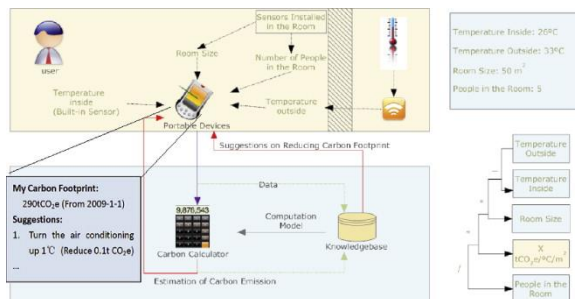 Sensors Installed
in the Room
Room Size
Number of People
in the Room
user
Temperature
inside
(Built-in Sensor)
Temperature
outside
Portable Devices
Suggestions on Reducing Carbon Footprint
My Carbon Footprint:
290tCO₂e (From 2009-1-1)
Suggestions:
1. Turn the air conditioning
up 1℃ (Reduce 0.1t CO₂e)
...
9,876,543
Data
Computation
Model
Carbon Calculator
Knowledgebase
Estimation of Carbon Emission
Temperature Outside: 33ºC
Room Size: 50 m²
People in the Room: 5
Temperature
Outside
Temperature
Inside
Room Size
X
tCO₂e/°C/m²
People in the
Room